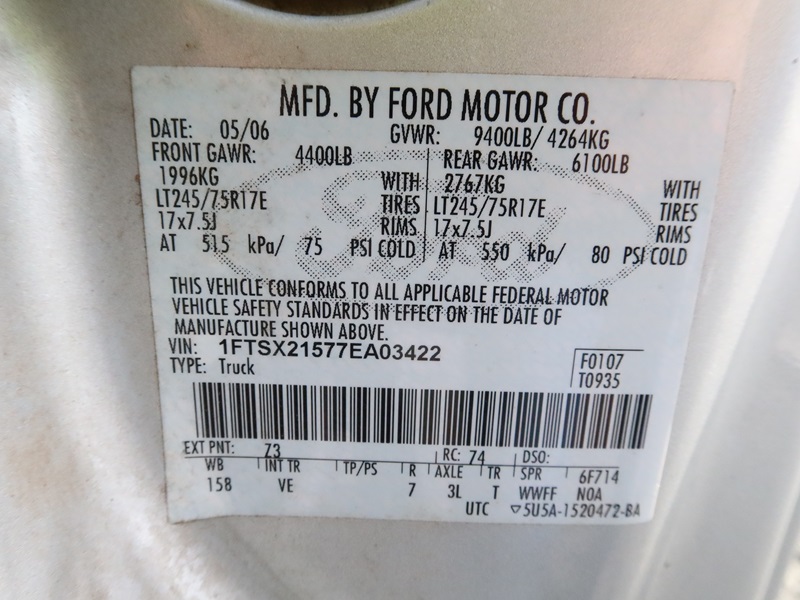 MFD. BY FORD MOTOR CO.
DATE: 05/06 GVWR: 9400LB/ 4264KG
FRONT GAWR: 4400LB REAR GAWR: 6100LB
1996KG WITH 2767KG WITH
LT245/75R17E TIRES LT245/75R17E TIRES
17x7.5J RIMS 17x7.5J RIMS
AT 515 kPa/ 75 PSI COLD AT 550 kPa/ 80 PSI COLD
THIS VEHICLE CONFORMS TO ALL APPLICABLE FEDERAL MOTOR
VEHICLE SAFETY STANDARDS IN EFFECT ON THE DATE OF
MANUFACTURE SHOWN ABOVE.
VIN: 1FTSX21577EA03422
TYPE: Truck
F0107
T0935
EXT PNT: 73 RC: 74 DSO:
WB INT TR TP/PS R AXLE TR SPR 6F714
158 VE 7 3L T WWFF NOA
UTC ▽5U5A-1520472-BA